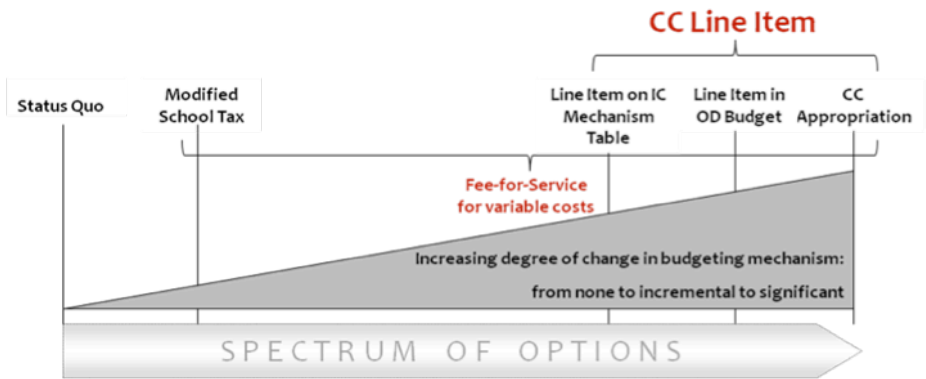 CC Line Item
Status Quo
Modified
School Tax
Line Item on IC
Mechanism
Table
Line Item in
OD Budget
CC
Appropriation
Fee-for-Service
for variable costs
Increasing degree of change in budgeting mechanism:
from none to incremental to significant
SPECTRUM OF OPTIONS